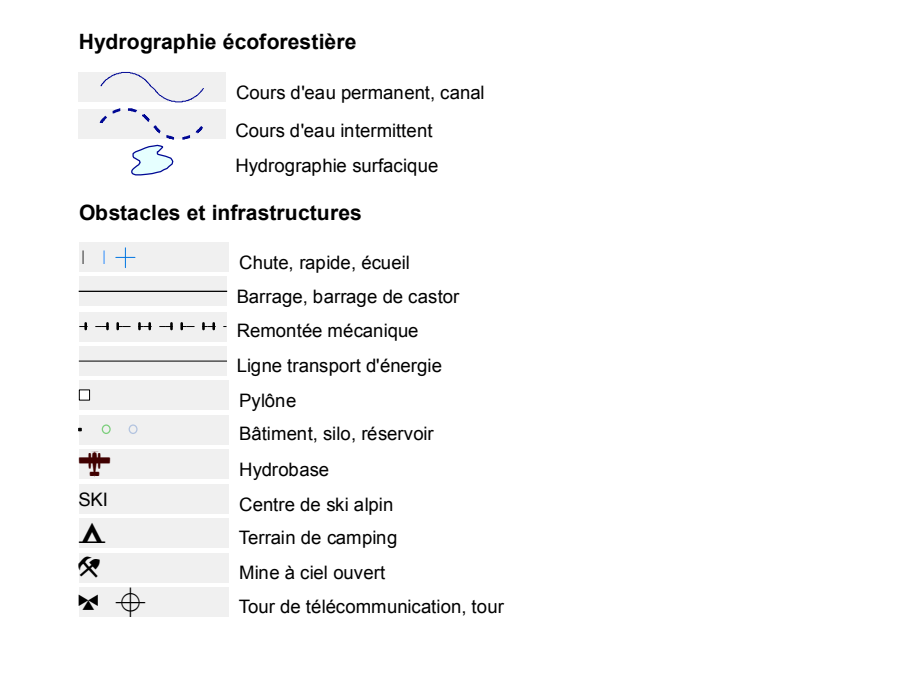 Hydrographie écoforestière
Cours d'eau permanent, canal
Cours d'eau intermittent
Hydrographie surfacique
Obstacles et infrastructures
Chute, rapide, écueil
Barrage, barrage de castor
Remontée mécanique
Ligne transport d'énergie
Pylône
Bâtiment, silo, réservoir
Hydrobase
SKI Centre de ski alpin
Terrain de camping
Mine à ciel ouvert
Tour de télécommunication, tour